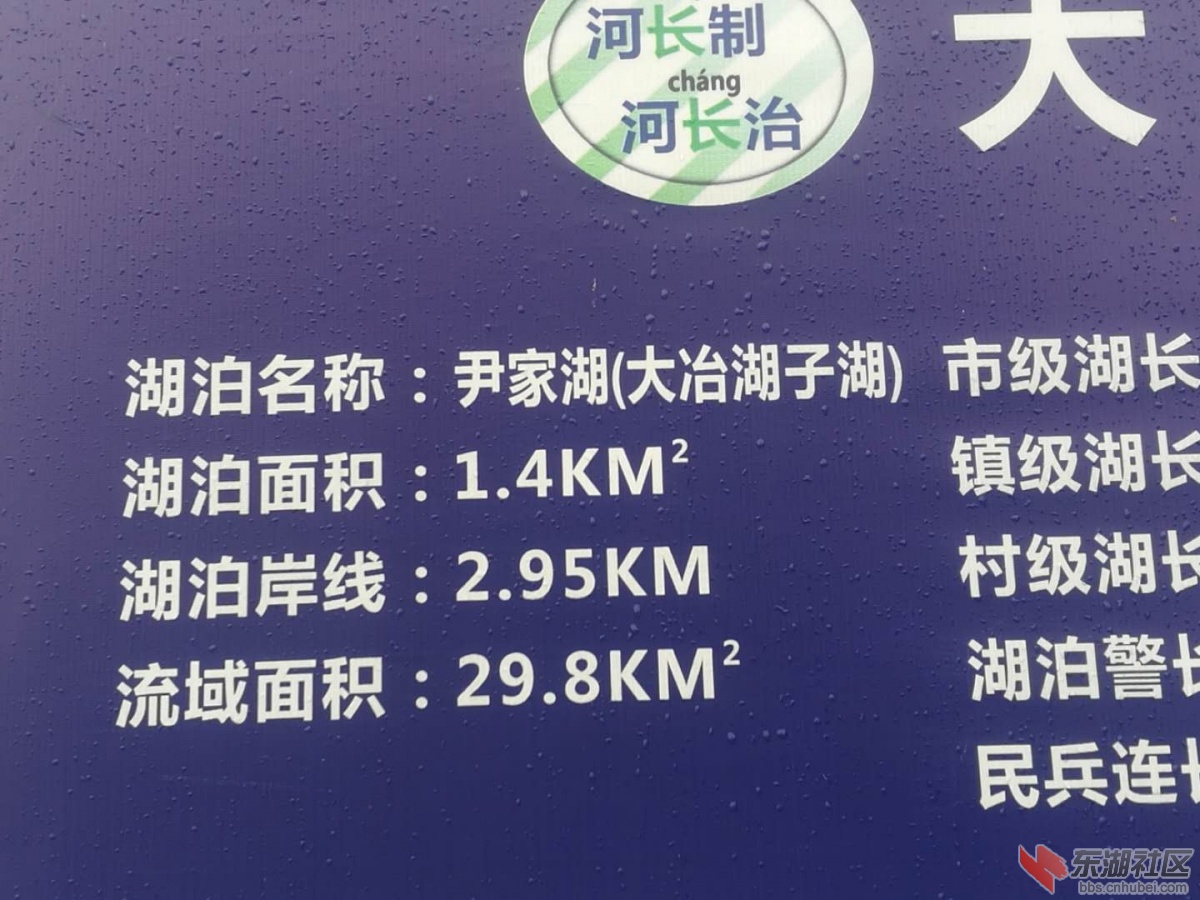 河长制
cháng
河长治
大
湖泊名称：尹家湖(大冶湖子湖) 市级湖长
湖泊面积：1.4KM² 镇级湖长
湖泊岸线：2.95KM 村级湖长
流域面积：29.8KM² 湖泊警长
民兵连长
东湖社区
bbs.cnhubei.com